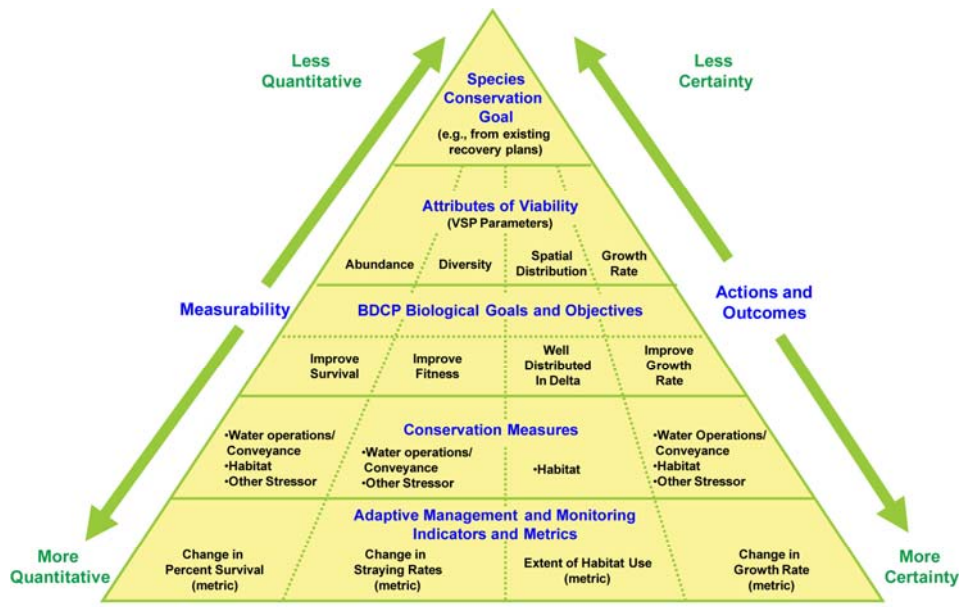 Less
Quantitative
Less
Certainty
Species
Conservation
Goal
(e.g., from existing
recovery plans)
Attributes of Viability
(VSP Parameters)
Abundance
Diversity
Spatial
Distribution
Growth
Rate
Measurability
Actions and
Outcomes
BDCP Biological Goals and Objectives
Improve
Survival
Improve
Fitness
Well
Distributed
In Delta
Improve
Growth
Rate
Conservation Measures
•Water operations/
Conveyance
•Habitat
•Other Stressor
•Water operations/
Conveyance
•Other Stressor
•Habitat
•Water Operations/
Conveyance
•Habitat
•Other Stressor
Adaptive Management and Monitoring
Indicators and Metrics
More
Quantitative
Change in
Percent Survival
(metric)
Change in
Straying Rates
(metric)
Extent of Habitat Use
(metric)
Change in
Growth Rate
(metric)
More
Certainty